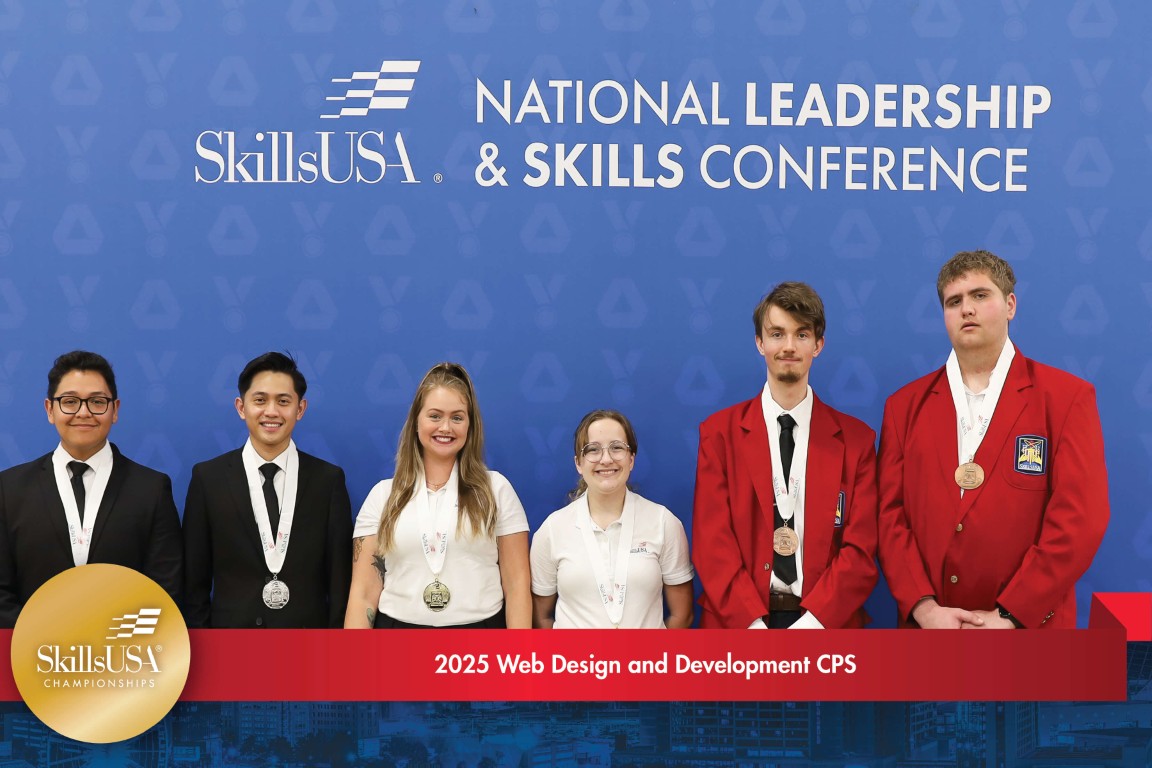 SkillsUSA®
NATIONAL LEADERSHIP
& SKILLS CONFERENCE
2025 Web Design and Development CPS
SkillsUSA®
CHAMPIONSHIPS